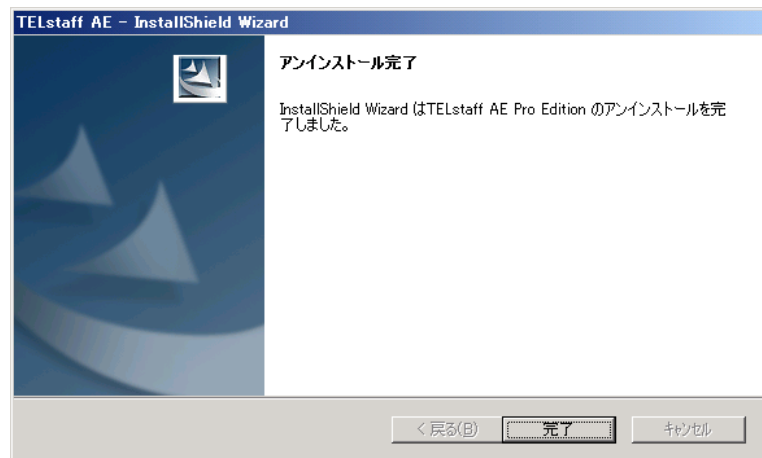 TELstaff AE - InstallShield Wizard
アンインストール完了
InstallShield Wizard はTELstaff AE Pro Edition のアンインストールを完
了しました。
< 戻る(B)
完了
キャンセル